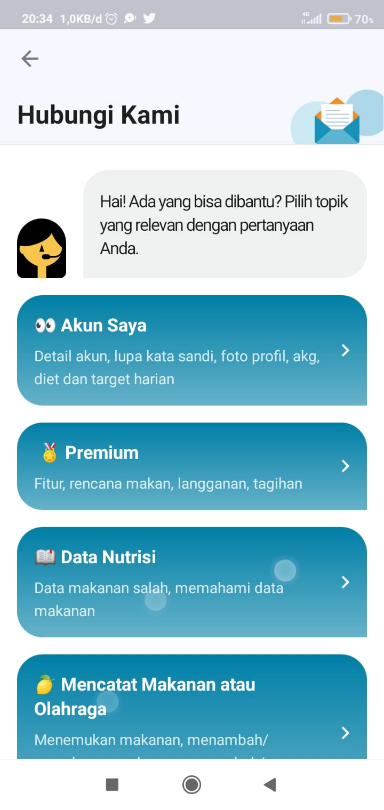 20:34 1,0KB/d
4G
70%
Hubungi Kami
Hai! Ada yang bisa dibantu? Pilih topik
yang relevan dengan pertanyaan
Anda.
Akun Saya
Detail akun, lupa kata sandi, foto profil, akg,
diet dan target harian
Premium
Fitur, rencana makan, langganan, tagihan
Data Nutrisi
Data makanan salah, memahami data
makanan
Mencatat Makanan atau
Olahraga
Menemukan makanan, menambah/